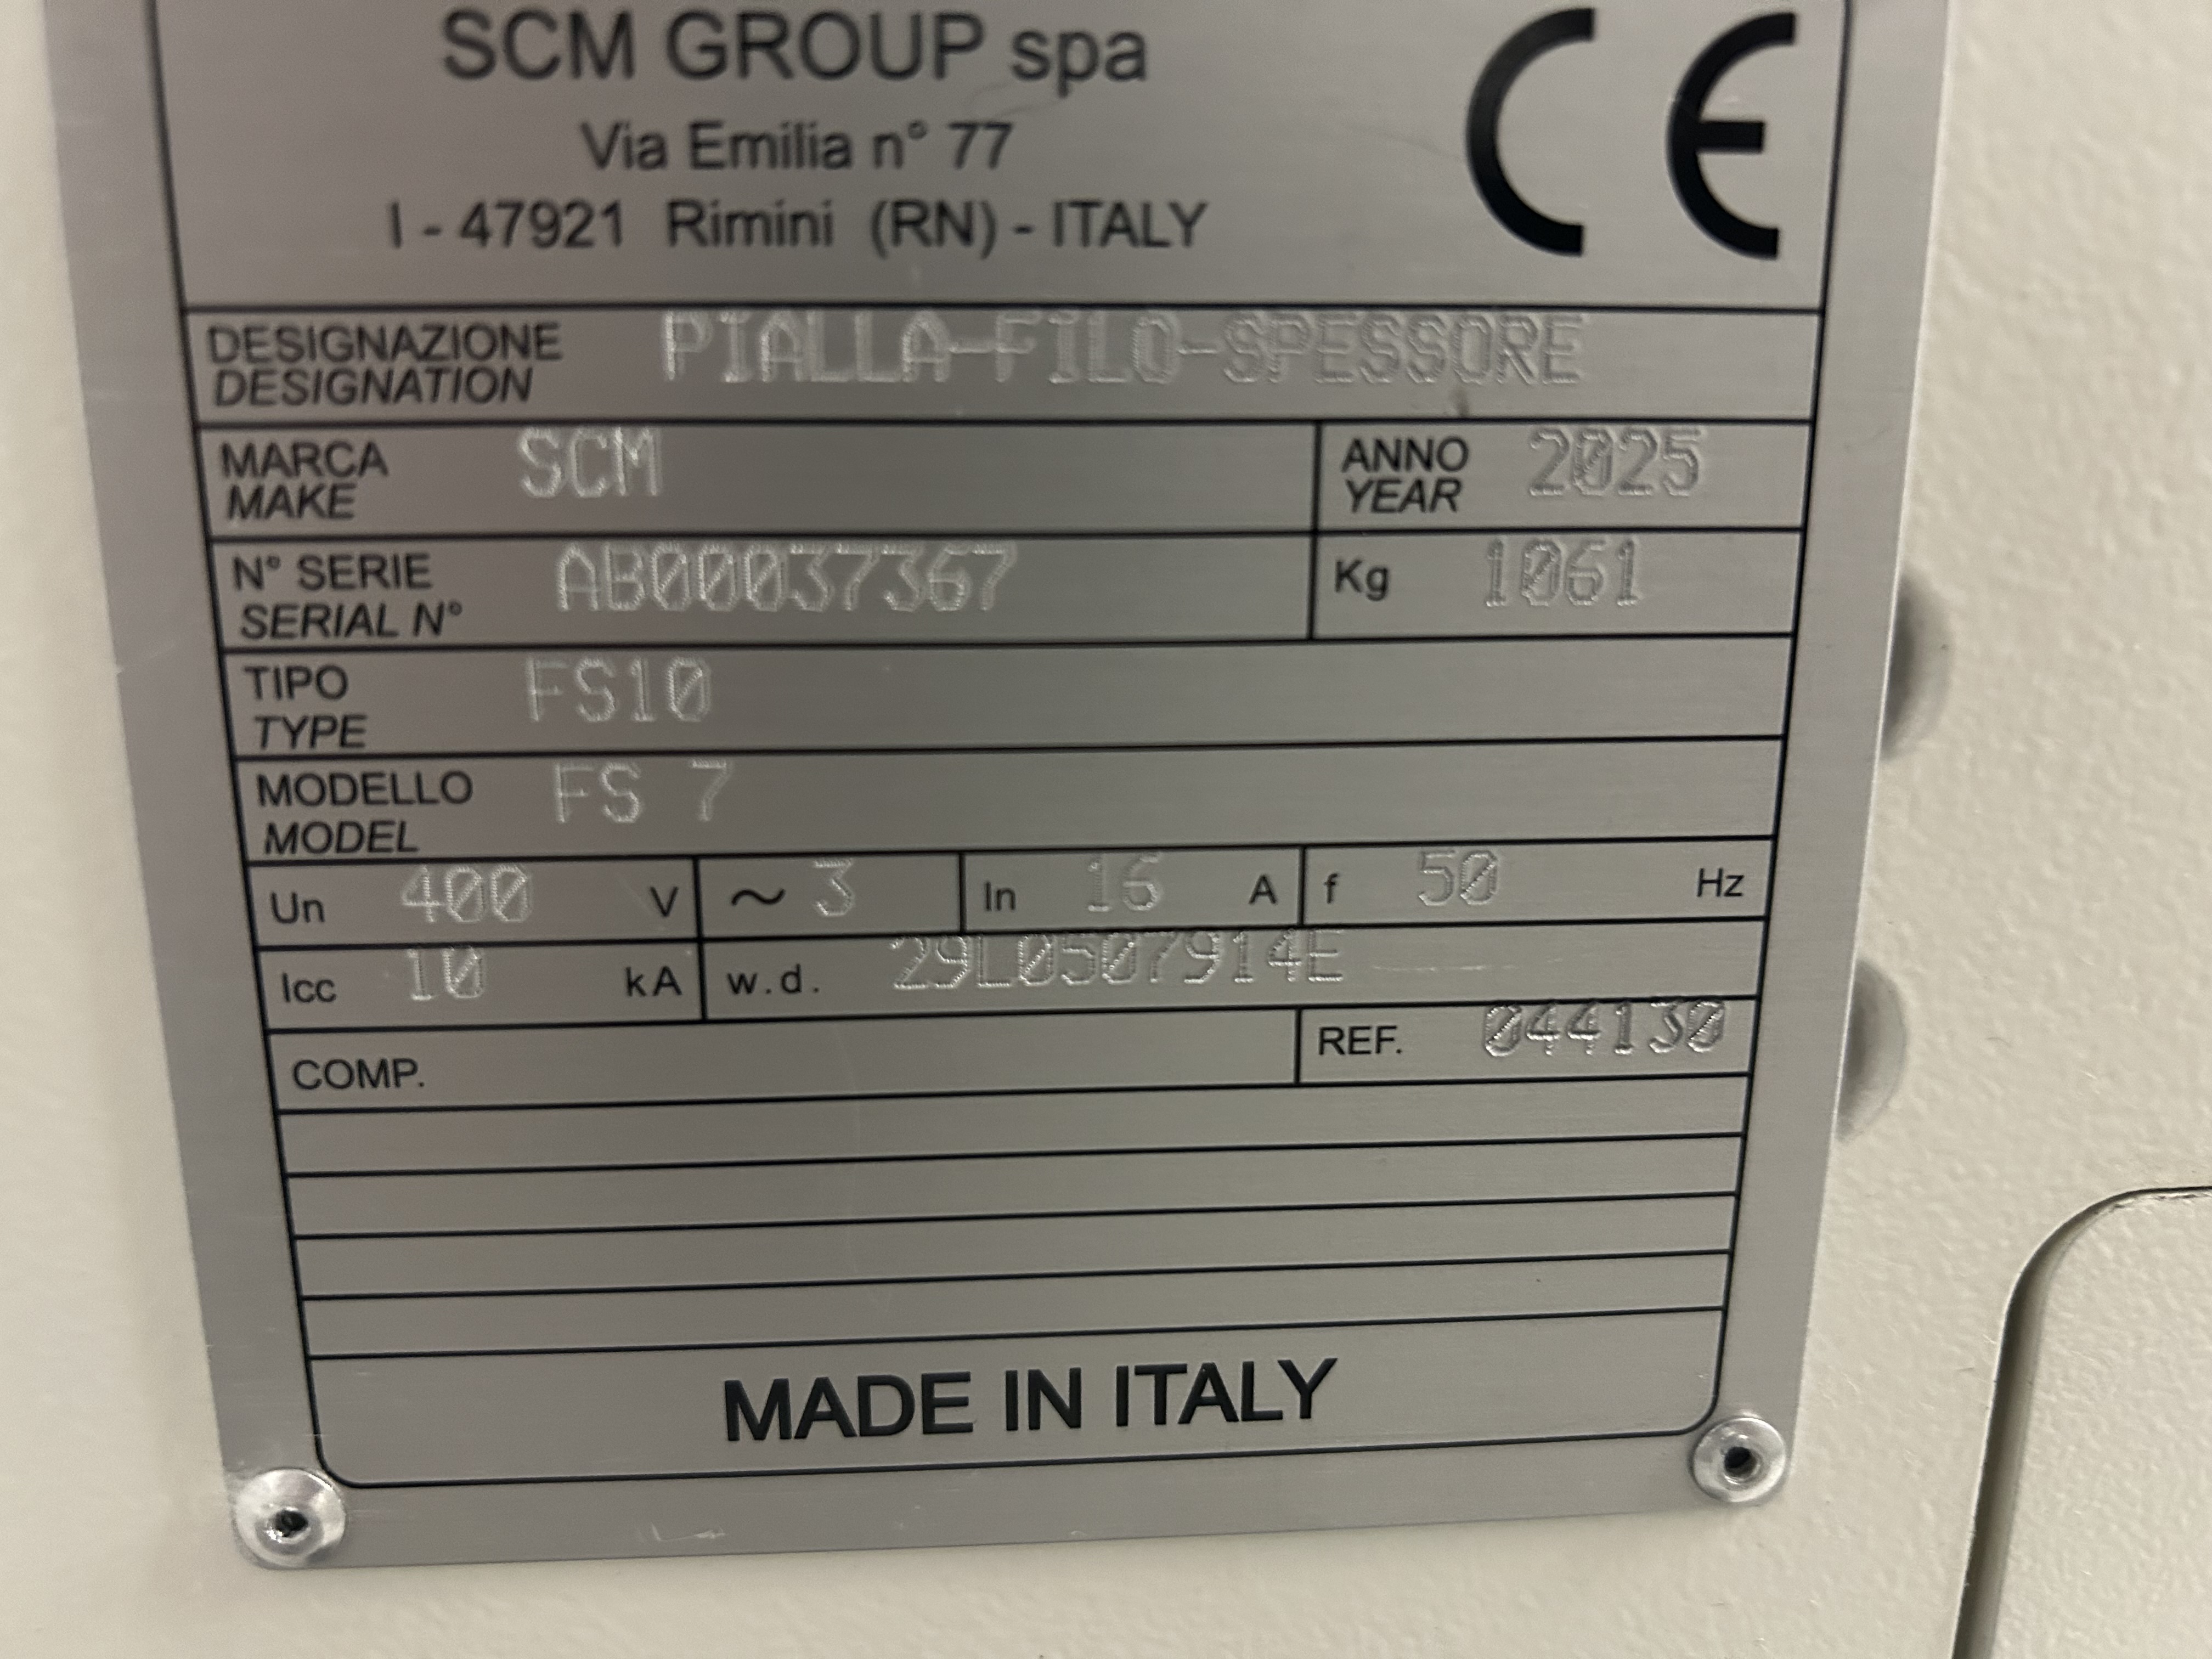 SCM GROUP spa
Via Emilia n° 77
I - 47921 Rimini (RN) - ITALY
CE
DESIGNAZIONE
DESIGNATION
PIALLA-FILO-SPESSORE
MARCA
MAKE
SCM
ANNO
YEAR
2025
N° SERIE
SERIAL N°
AB00037367
Kg 1061
TIPO
TYPE
FS10
MODELLO
MODEL
FS 7
Un 400 V ~ 3 In 16 A f 50 Hz
Icc 10 kA w.d. 29L0507914E
COMP. REF. 044130
MADE IN ITALY